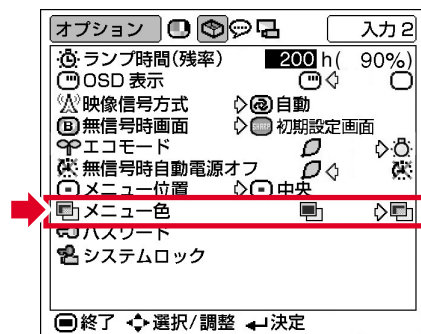 オプション 入力 2
ランプ時間(残率) 200 h( 90%)
OSD 表示
映像信号方式 自動
B 無信号時画面 初期設定画面
エコモード
無信号時自動電源オフ
メニュー位置 中央
メニュー色
パスワード
システムロック
終了 選択/調整 決定